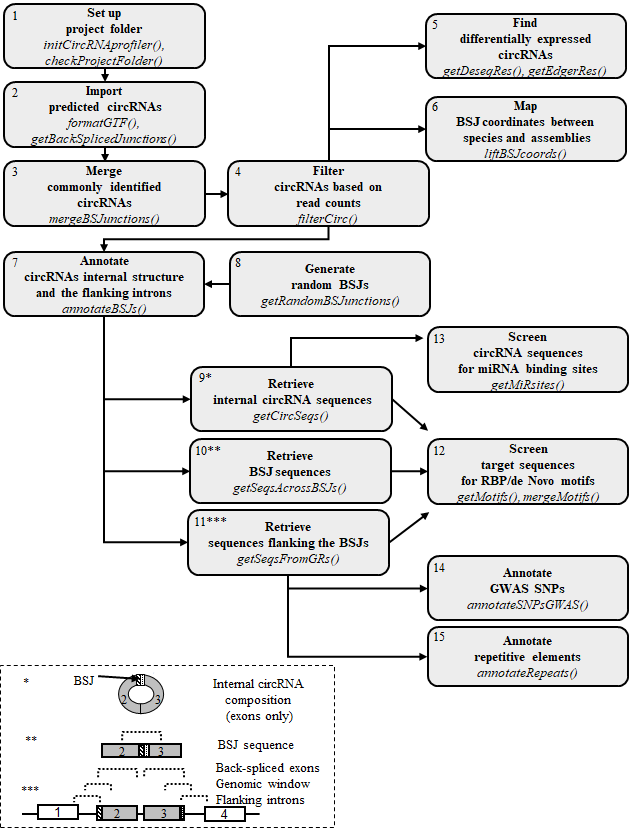 1
Set up
project folder
initCircRNAprofiler(),
checkProjectFolder()
2
Import
predicted circRNAs
formatGTF(),
getBackSplicedJunctions()
3
Merge
commonly identified
circRNAs
mergeBSJunctions()
4
Filter
circRNAs based on
read counts
filterCirc()
5
Find
differentially expressed
circRNAs
getDeseqRes(), getEdgerRes()
6
Map
BSJ coordinates between
species and assemblies
liftBSJcoords()
7
Annotate
circRNAs internal structure
and the flanking introns
annotateBSJs()
8
Generate
random BSJs
getRandomBSJunctions()
13
Screen
circRNA sequences
for miRNA binding sites
getMiRsites()
9*
Retrieve
internal circRNA sequences
getCircSeqs()
10**
Retrieve
BSJ sequences
getSeqsAcrossBSJs()
12
Screen
target sequences
for RBP/de Novo motifs
getMotifs(), mergeMotifs()
11***
Retrieve
sequences flanking the BSJs
getSeqsFromGRs()
14
Annotate
GWAS SNPs
annotateSNPsGWAS()
15
Annotate
repetitive elements
annotateRepeats()
*
BSJ
2 3
Internal circRNA
composition
(exons only)
**
2 3
BSJ sequence
***
Back-spliced exons
Genomic window
Flanking introns
1 2 3 4